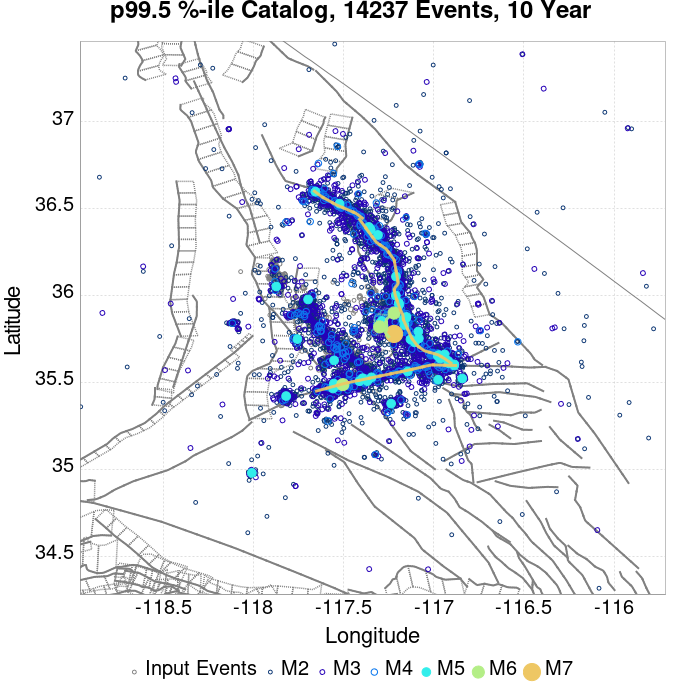 p99.5 %-ile Catalog, 14237 Events, 10 Year
Latitude
37
36.5
36
35.5
35
34.5
-118.5 -118 -117.5 -117 -116.5 -116
Longitude
Input Events M2 M3 M4 M5 M6 M7